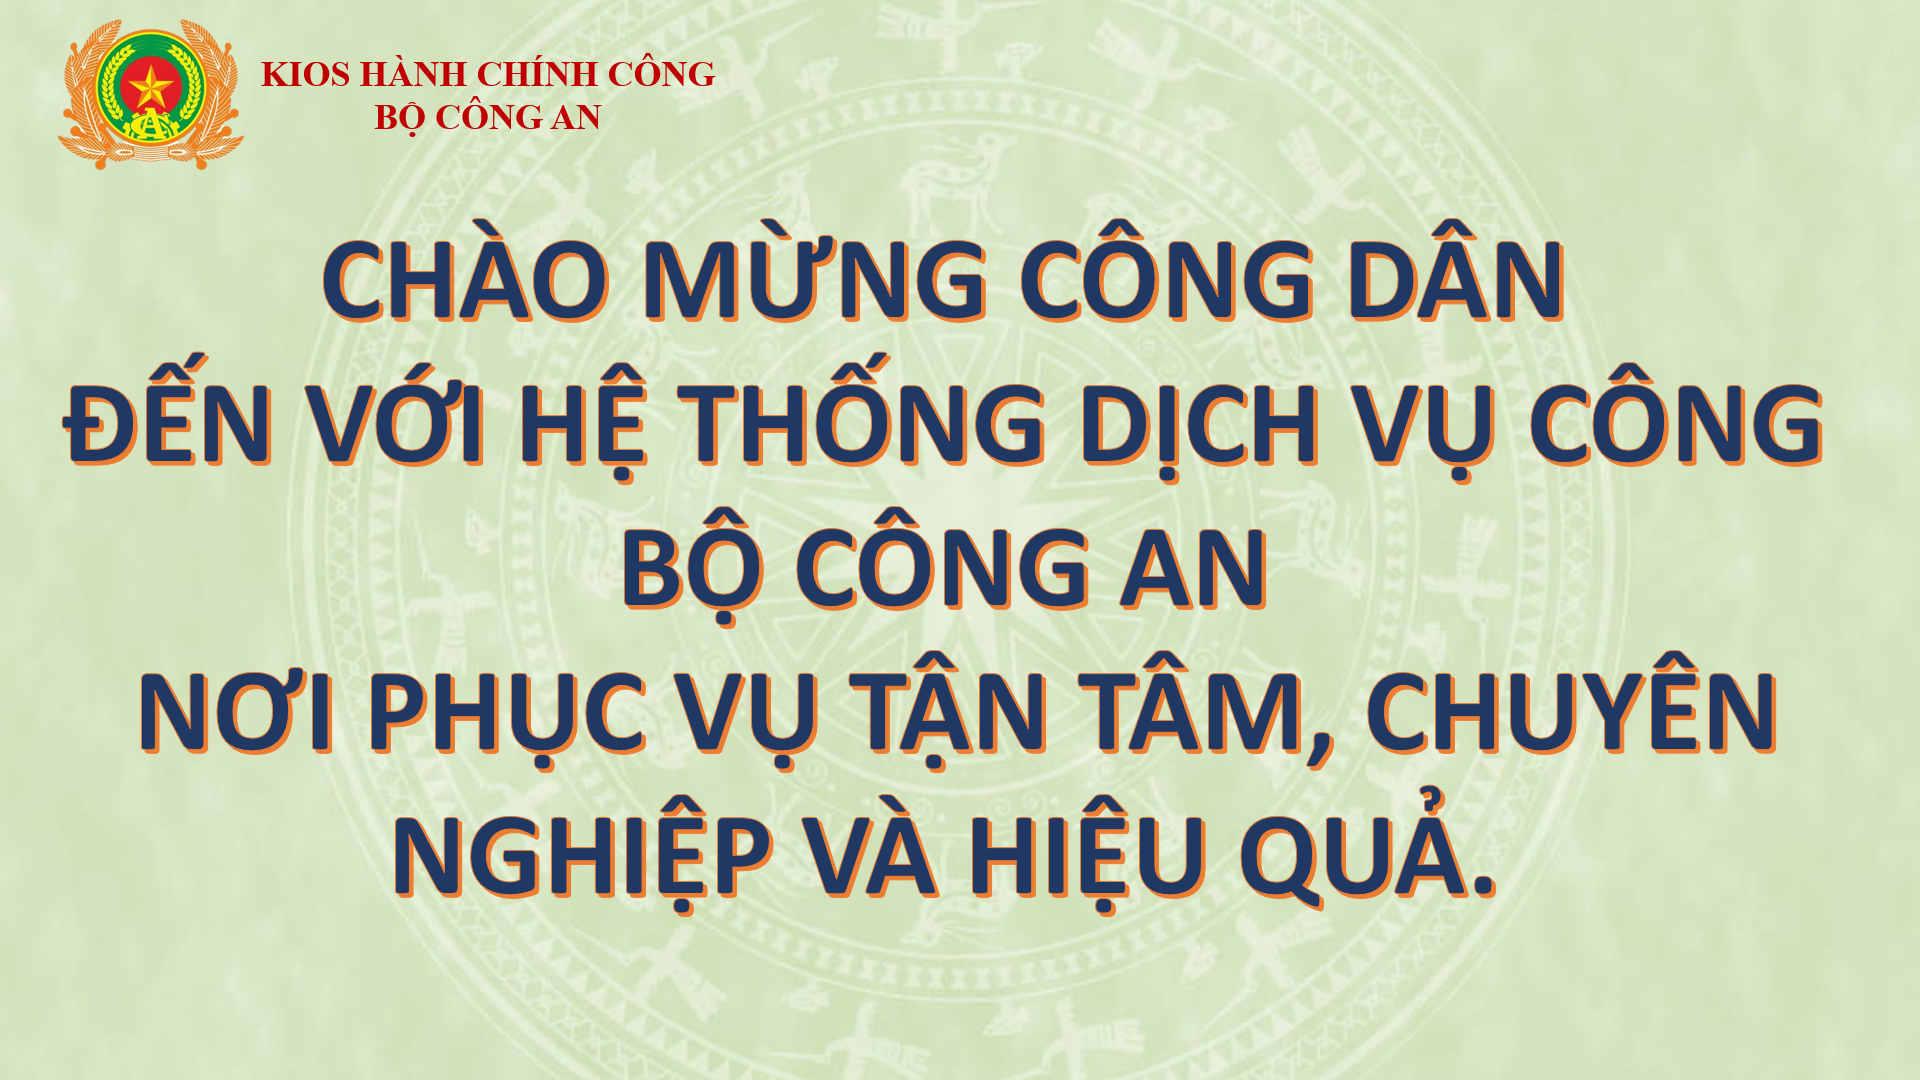 KIOS HÀNH CHÍNH CÔNG
BỘ CÔNG AN
CHÀO MỪNG CÔNG DÂN
ĐẾN VỚI HỆ THỐNG DỊCH VỤ CÔNG
BỘ CÔNG AN
NƠI PHỤC VỤ TẬN TÂM, CHUYÊN
NGHIỆP VÀ HIỆU QUẢ.